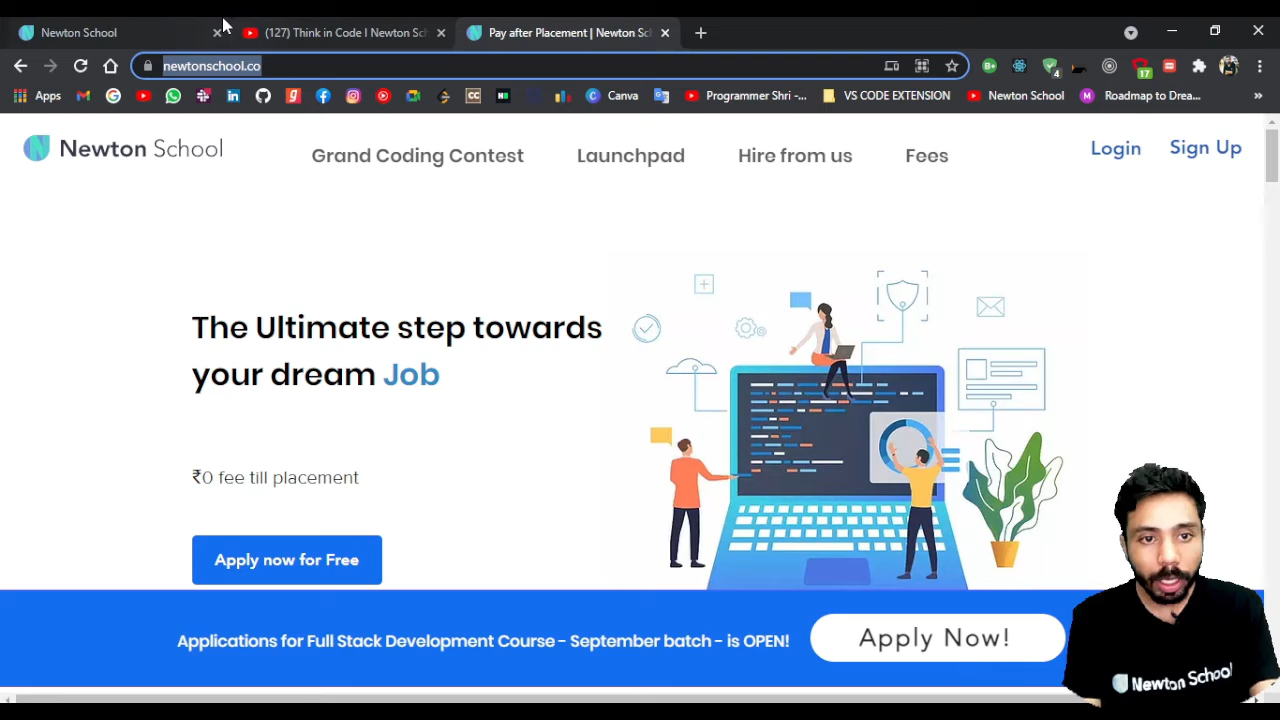 Newton School
(127) Think in Code I Newton Sc
Pay after Placement | Newton Sc
newtonschool.co
4
17
Apps
Canva
Programmer Shri -...
VS CODE EXTENSION
Newton School
Roadmap to Drea...
Newton School
Grand Coding Contest
Launchpad
Hire from us
Fees
Login
Sign Up
The Ultimate step towards
your dream Job
₹0 fee till placement
Apply now for Free
Applications for Full Stack Development Course - September batch - is OPEN!
Apply Now!
Newton School